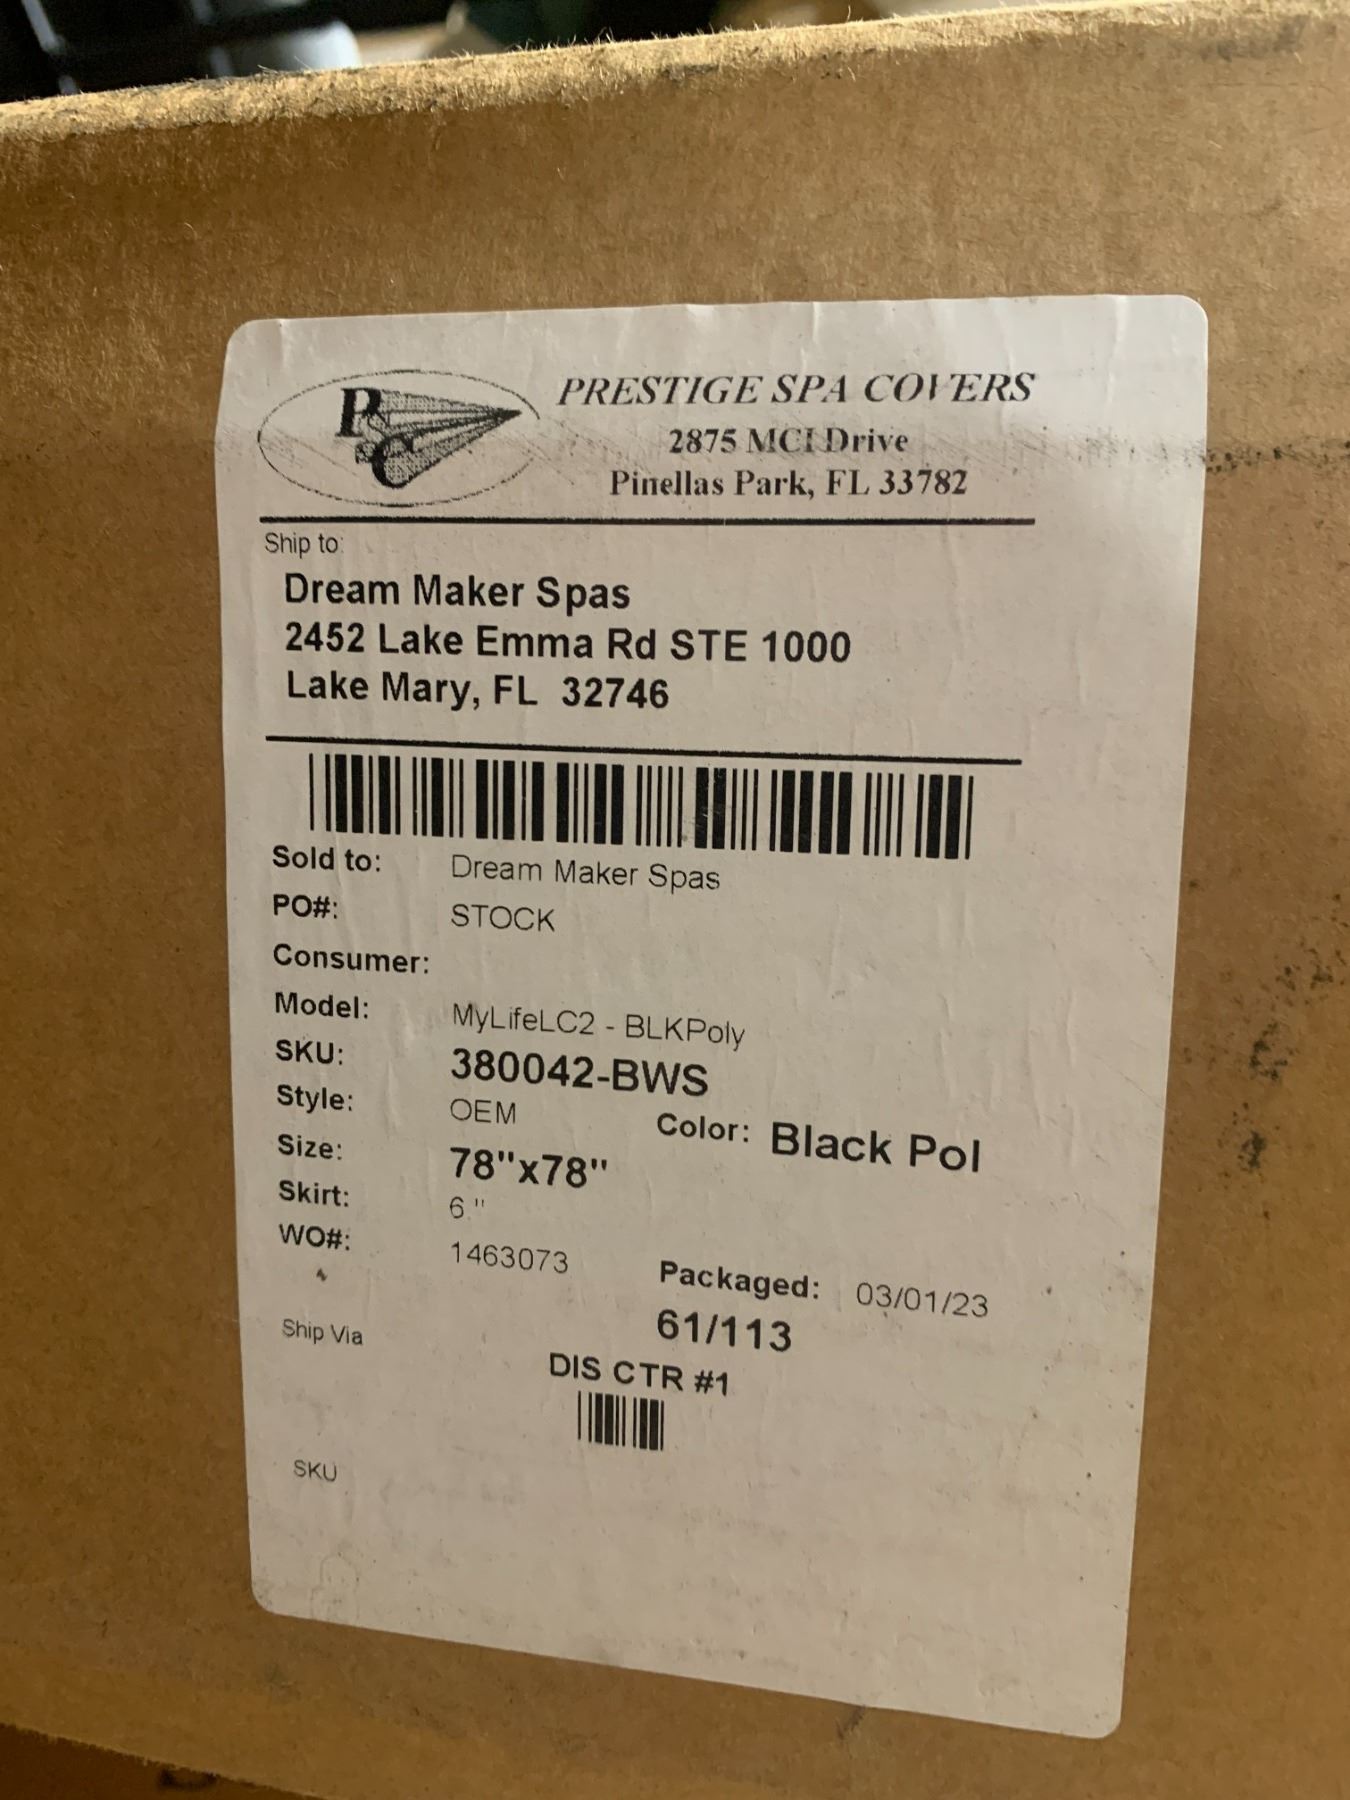 PSC
PRESTIGE SPA COVERS
2875 MCI Drive
Pinellas Park, FL 33782
Ship to:
Dream Maker Spas
2452 Lake Emma Rd STE 1000
Lake Mary, FL 32746
Sold to: Dream Maker Spas
PO#: STOCK
Consumer:
Model: MyLifeLC2 - BLKPoly
SKU: 380042-BWS
Style: OEM Color: Black Pol
Size: 78"x78"
Skirt: 6."
WO#: 1463073 Packaged: 03/01/23
61/113
Ship Via
DIS CTR #1
SKU